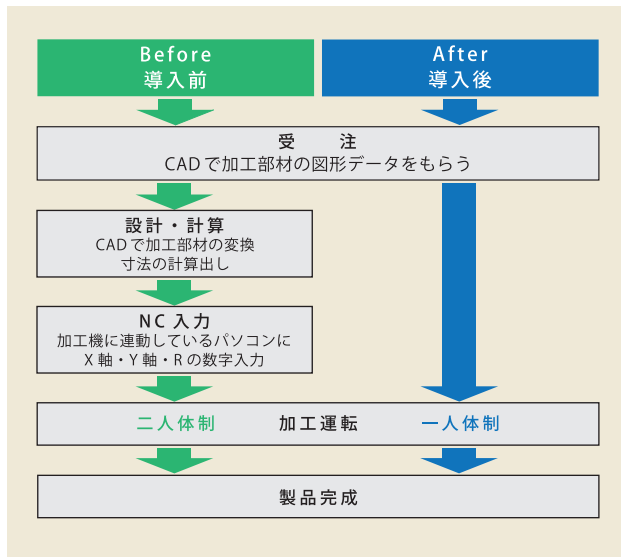 Before
導入前
After
導入後
受　注
CADで加工部材の図形データをもらう
設計・計算
CADで加工部材の変換
寸法の計算出し
NC入力
加工機に連動しているパソコンに
X軸・Y軸・Rの数字入力
二人体制 加工運転 一人体制
製品完成